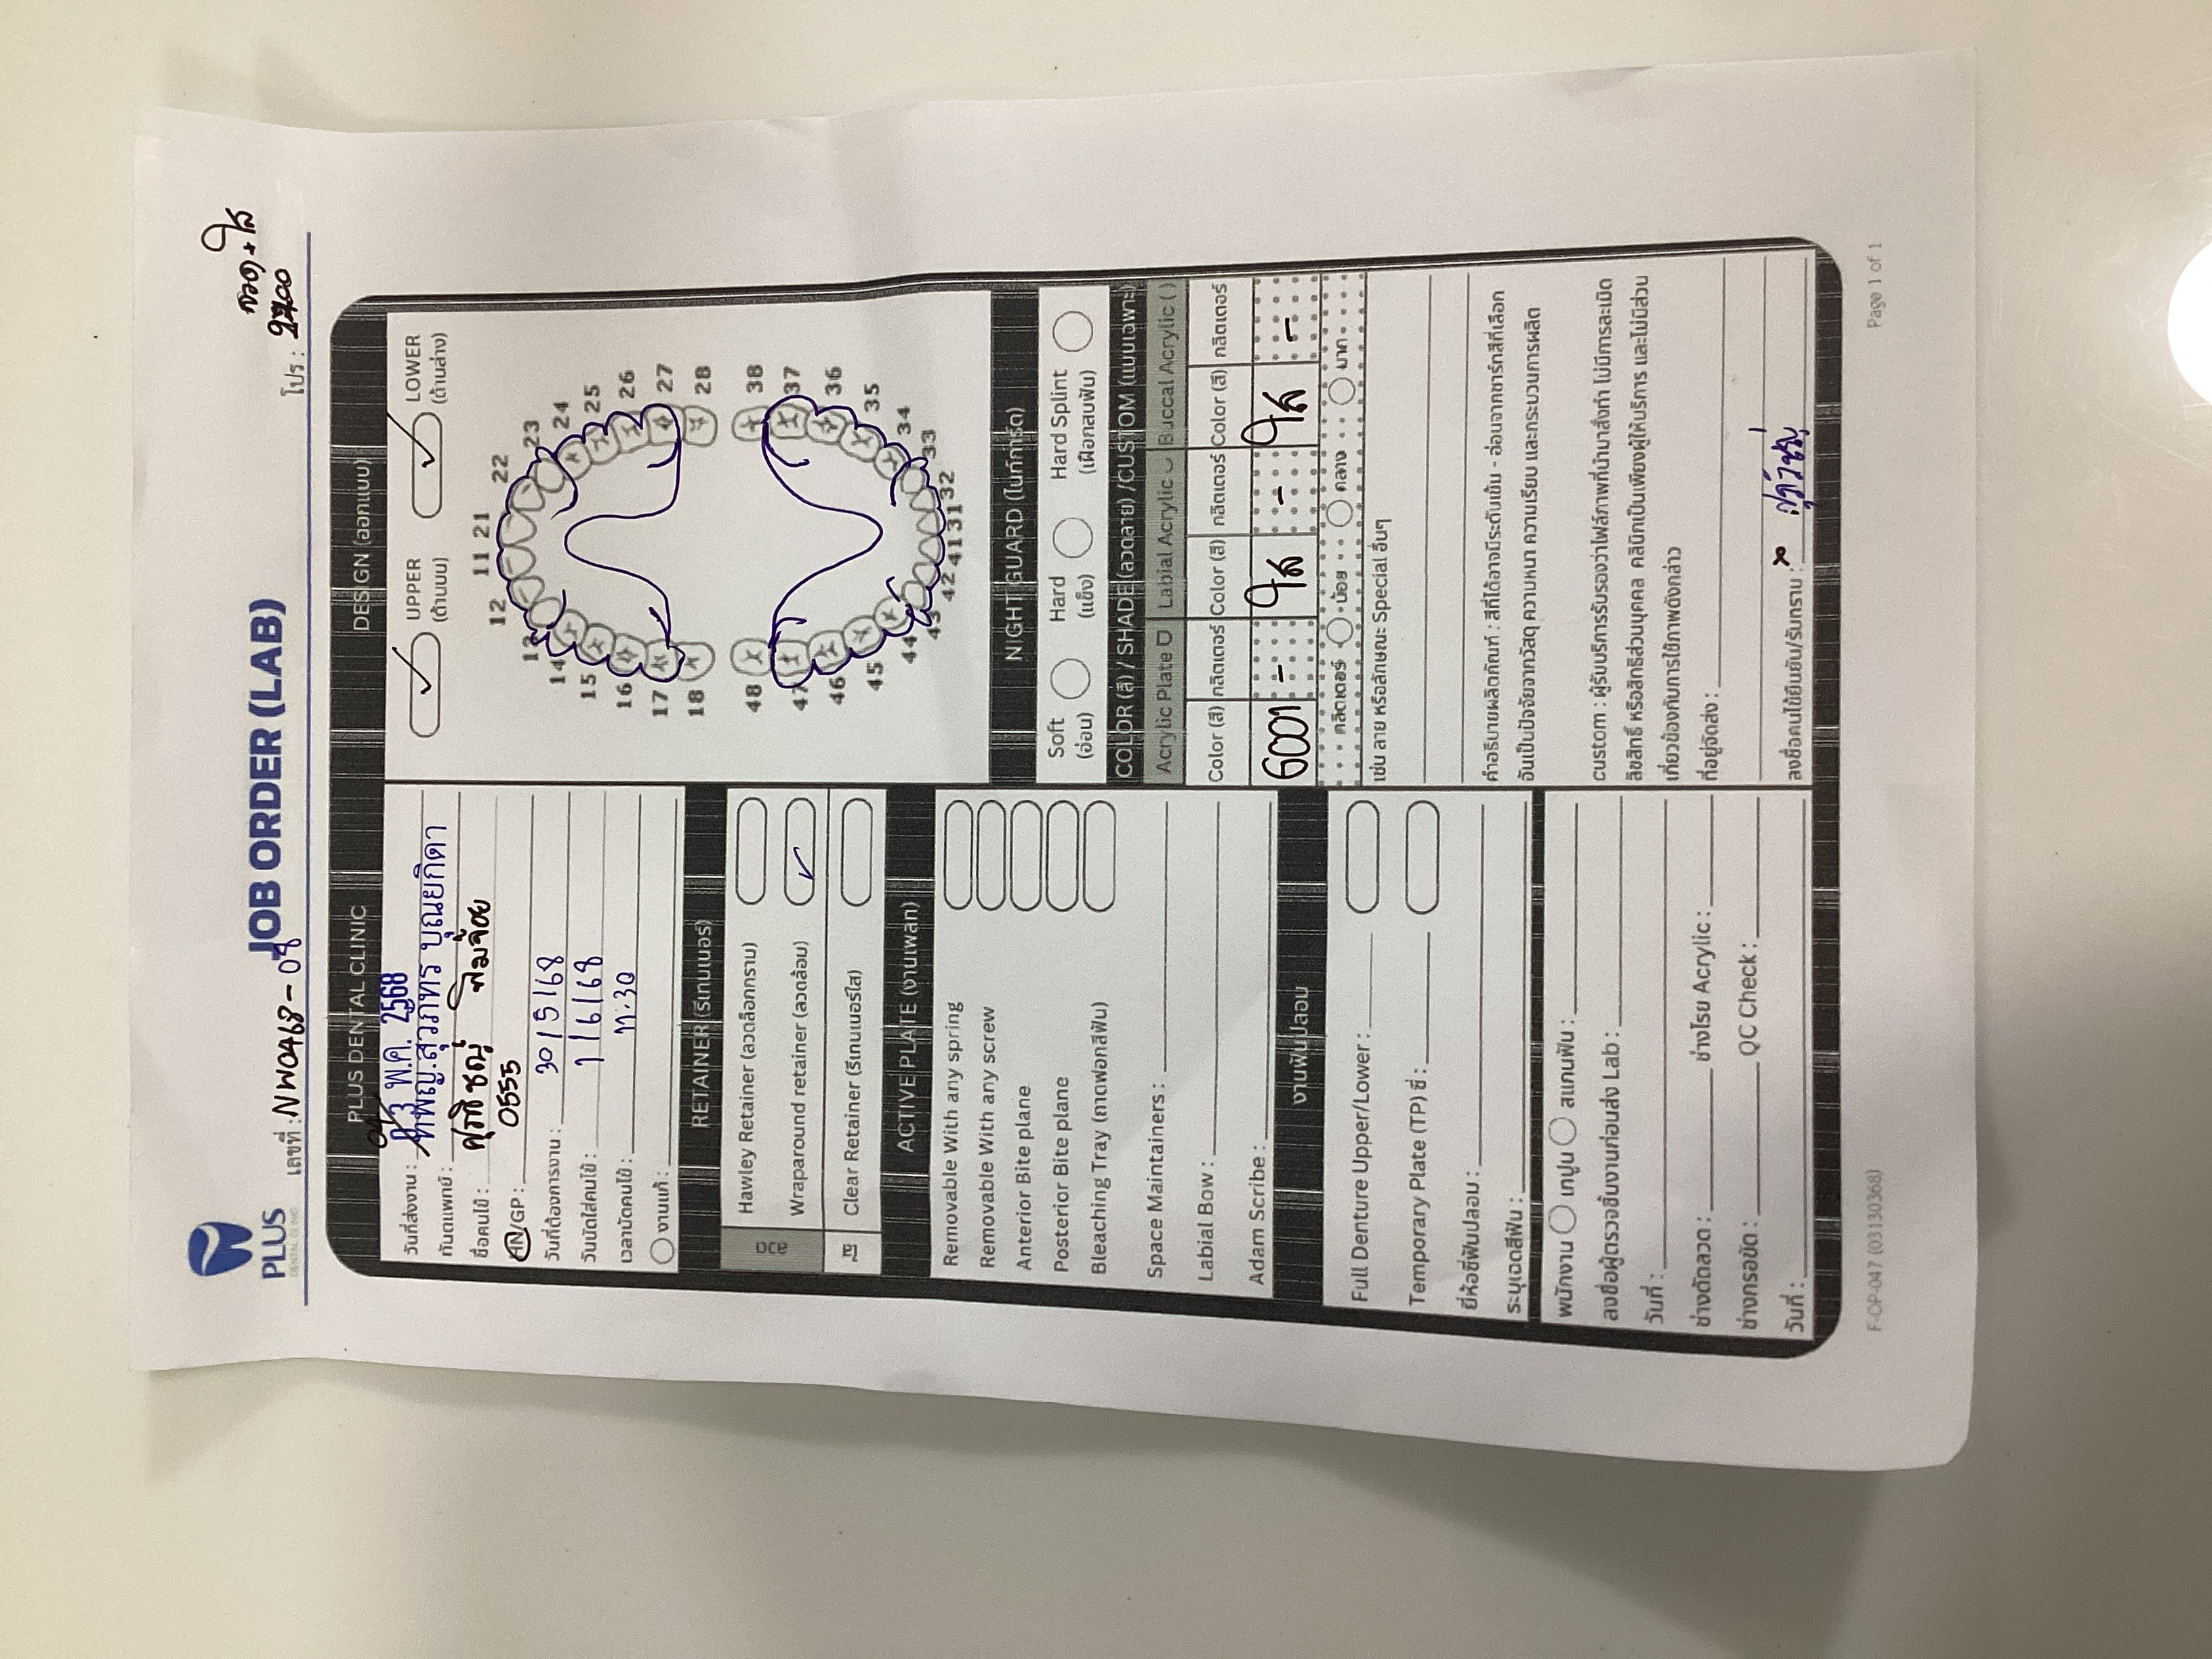 PLUS
DENTAL CLINIC
JOB ORDER (LAB)
ลวด + ใส
เลขที่ : NW0468-08
โปร :
PLUS DENTAL CLINIC
วันที่ส่งงาน : 04 03 พ.ค. 2568
ทันตแพทย์ : ทพญ.สุวภัทร บุณยกิดา
ชื่อคนไข้ : พิมจ้อย
HN/GP : 0555
วันที่ต้องการงาน : 30/5/68
วันนัดใส่คนไข้ : 1/6/68
เวลานัดคนไข้ : 11.30
งานแก้ :
RETAINER (รีเทนเนอร์)
ลวด
Hawley Retainer (ลวดล็อกกราม)
Wraparound retainer (ลวดล้อม)
ใส
Clear Retainer (รีเทนเนอร์ใส)
ACTIVE PLATE (งานเพลท)
Removable With any spring
Removable With any screw
Anterior Bite plane
Posterior Bite plane
Bleaching Tray (ถาดฟอกสีฟัน)
Space Maintainers :
Labial Bow :
Adam Scribe :
งานฟันปลอม
Full Denture Upper/Lower :
Temporary Plate (TP) ซี่ :
ยี่ห้อซี่ฟันปลอม :
ระบุเฉดสีฟัน :
พนักงาน เทปูน สแกนฟัน :
ลงชื่อผู้ตรวจชิ้นงานก่อนส่ง Lab :
วันที่ :
ช่างดัดลวด : ช่างโรย Acrylic :
ช่างกรอขัด : QC Check :
วันที่ :
DESIGN (ออกแบบ)
UPPER (ด้านบน)
LOWER (ด้านล่าง)
11 21
12 22
13 23
14 24
15 25
16 26
17 27
18 28
48 38
47 37
46 36
45 35
44 34
43 33
42 41 31 32
NIGHT GUARD (ไนท์การ์ด)
Soft (อ่อน)
Hard (แข็ง)
Hard Splint (เฝือกสบฟัน)
COLOR (สี) / SHADE (ลวดลาย) /CUSTOM (แบบเฉพาะ)
Acrylic Plate Labial Acrylic Buccal Acrylic ( )
Color (สี) กลิตเตอร์ Color (สี) กลิตเตอร์ Color (สี) กลิตเตอร์
6001 - ใส - ใส -
กลิตเตอร์ น้อย กลาง มาก
เช่น ลาย หรือลักษณะ Special อื่นๆ
คำอธิบายผลิตภัณฑ์ : สีที่ได้อาจมีระดับเข้ม - อ่อนจากชาร์ทสีที่เลือก
อันเป็นปัจจัยจากวัสดุ ความหนา ความเรียบ และกระบวนการผลิต
custom : ผู้รับบริการรับรองว่าไฟล์ภาพที่นำมาสั่งทำ ไม่มีการละเมิด
ลิขสิทธิ์ หรือสิทธิส่วนบุคคล คลินิกเป็นเพียงผู้ให้บริการ และไม่มีส่วน
เกี่ยวข้องกับการใช้ภาพดังกล่าว
ที่อยู่จัดส่ง :
ลงชื่อคนไข้ยืนยัน/รับทราบ :
F-OP-047 (03130368)
Page 1 of 1